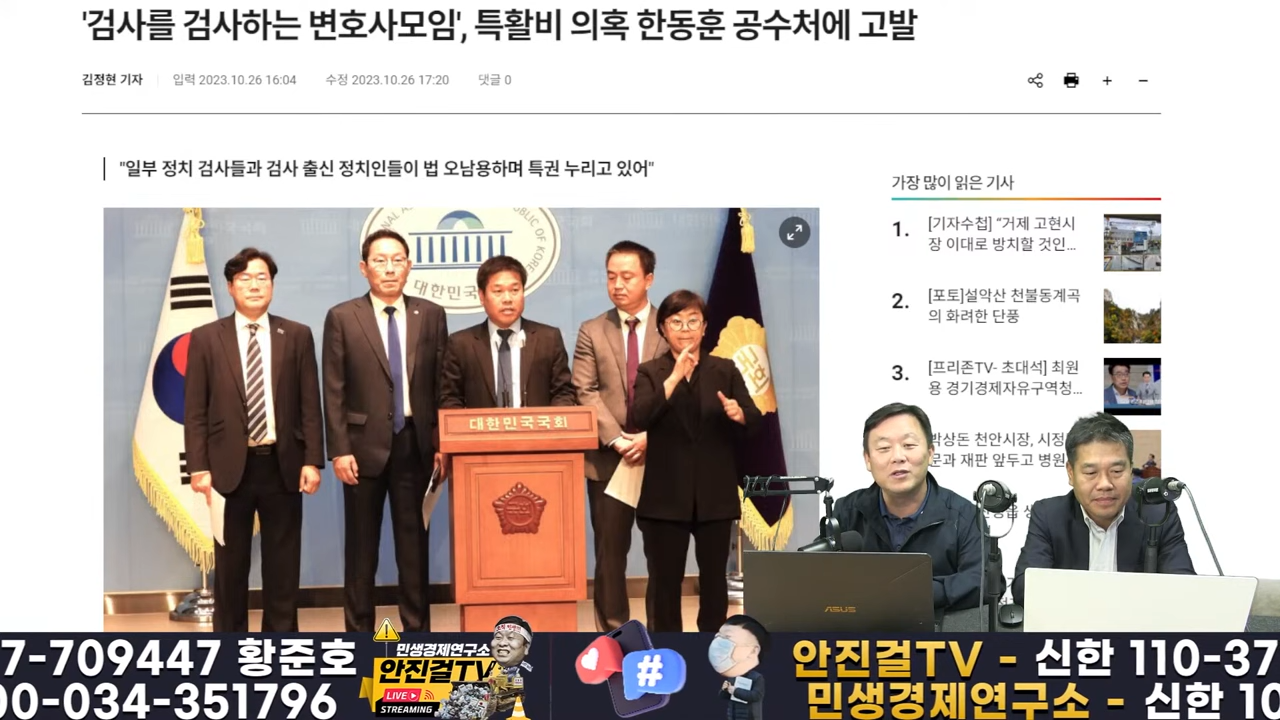 '검사를 검사하는 변호사모임', 특활비 의혹 한동훈 공수처에 고발
김정현 기자 입력 2023.10.26 16:04 수정 2023.10.26 17:20 댓글 0
"일부 정치 검사들과 검사 출신 정치인들이 법 오남용하며 특권 누리고 있어"
가장 많이 읽은 기사
1. [기자수첩] “거제 고현시
장 이대로 방치할 것인...
2. [포토]설악산 천불동계곡
의 화려한 단풍
3. [프리존TV- 초대석] 최원
용 경기경제자유구역청...
박상돈 천안시장, 시정
문과 재판 앞두고 병원
대한민국
대한민국국회
ASUS
7-709447 황준호
00-034-351796
민생경제연구소
안진걸TV
LIVE
STREAMING
#
안진걸TV - 신한 110-37
민생경제연구소 - 신한 10